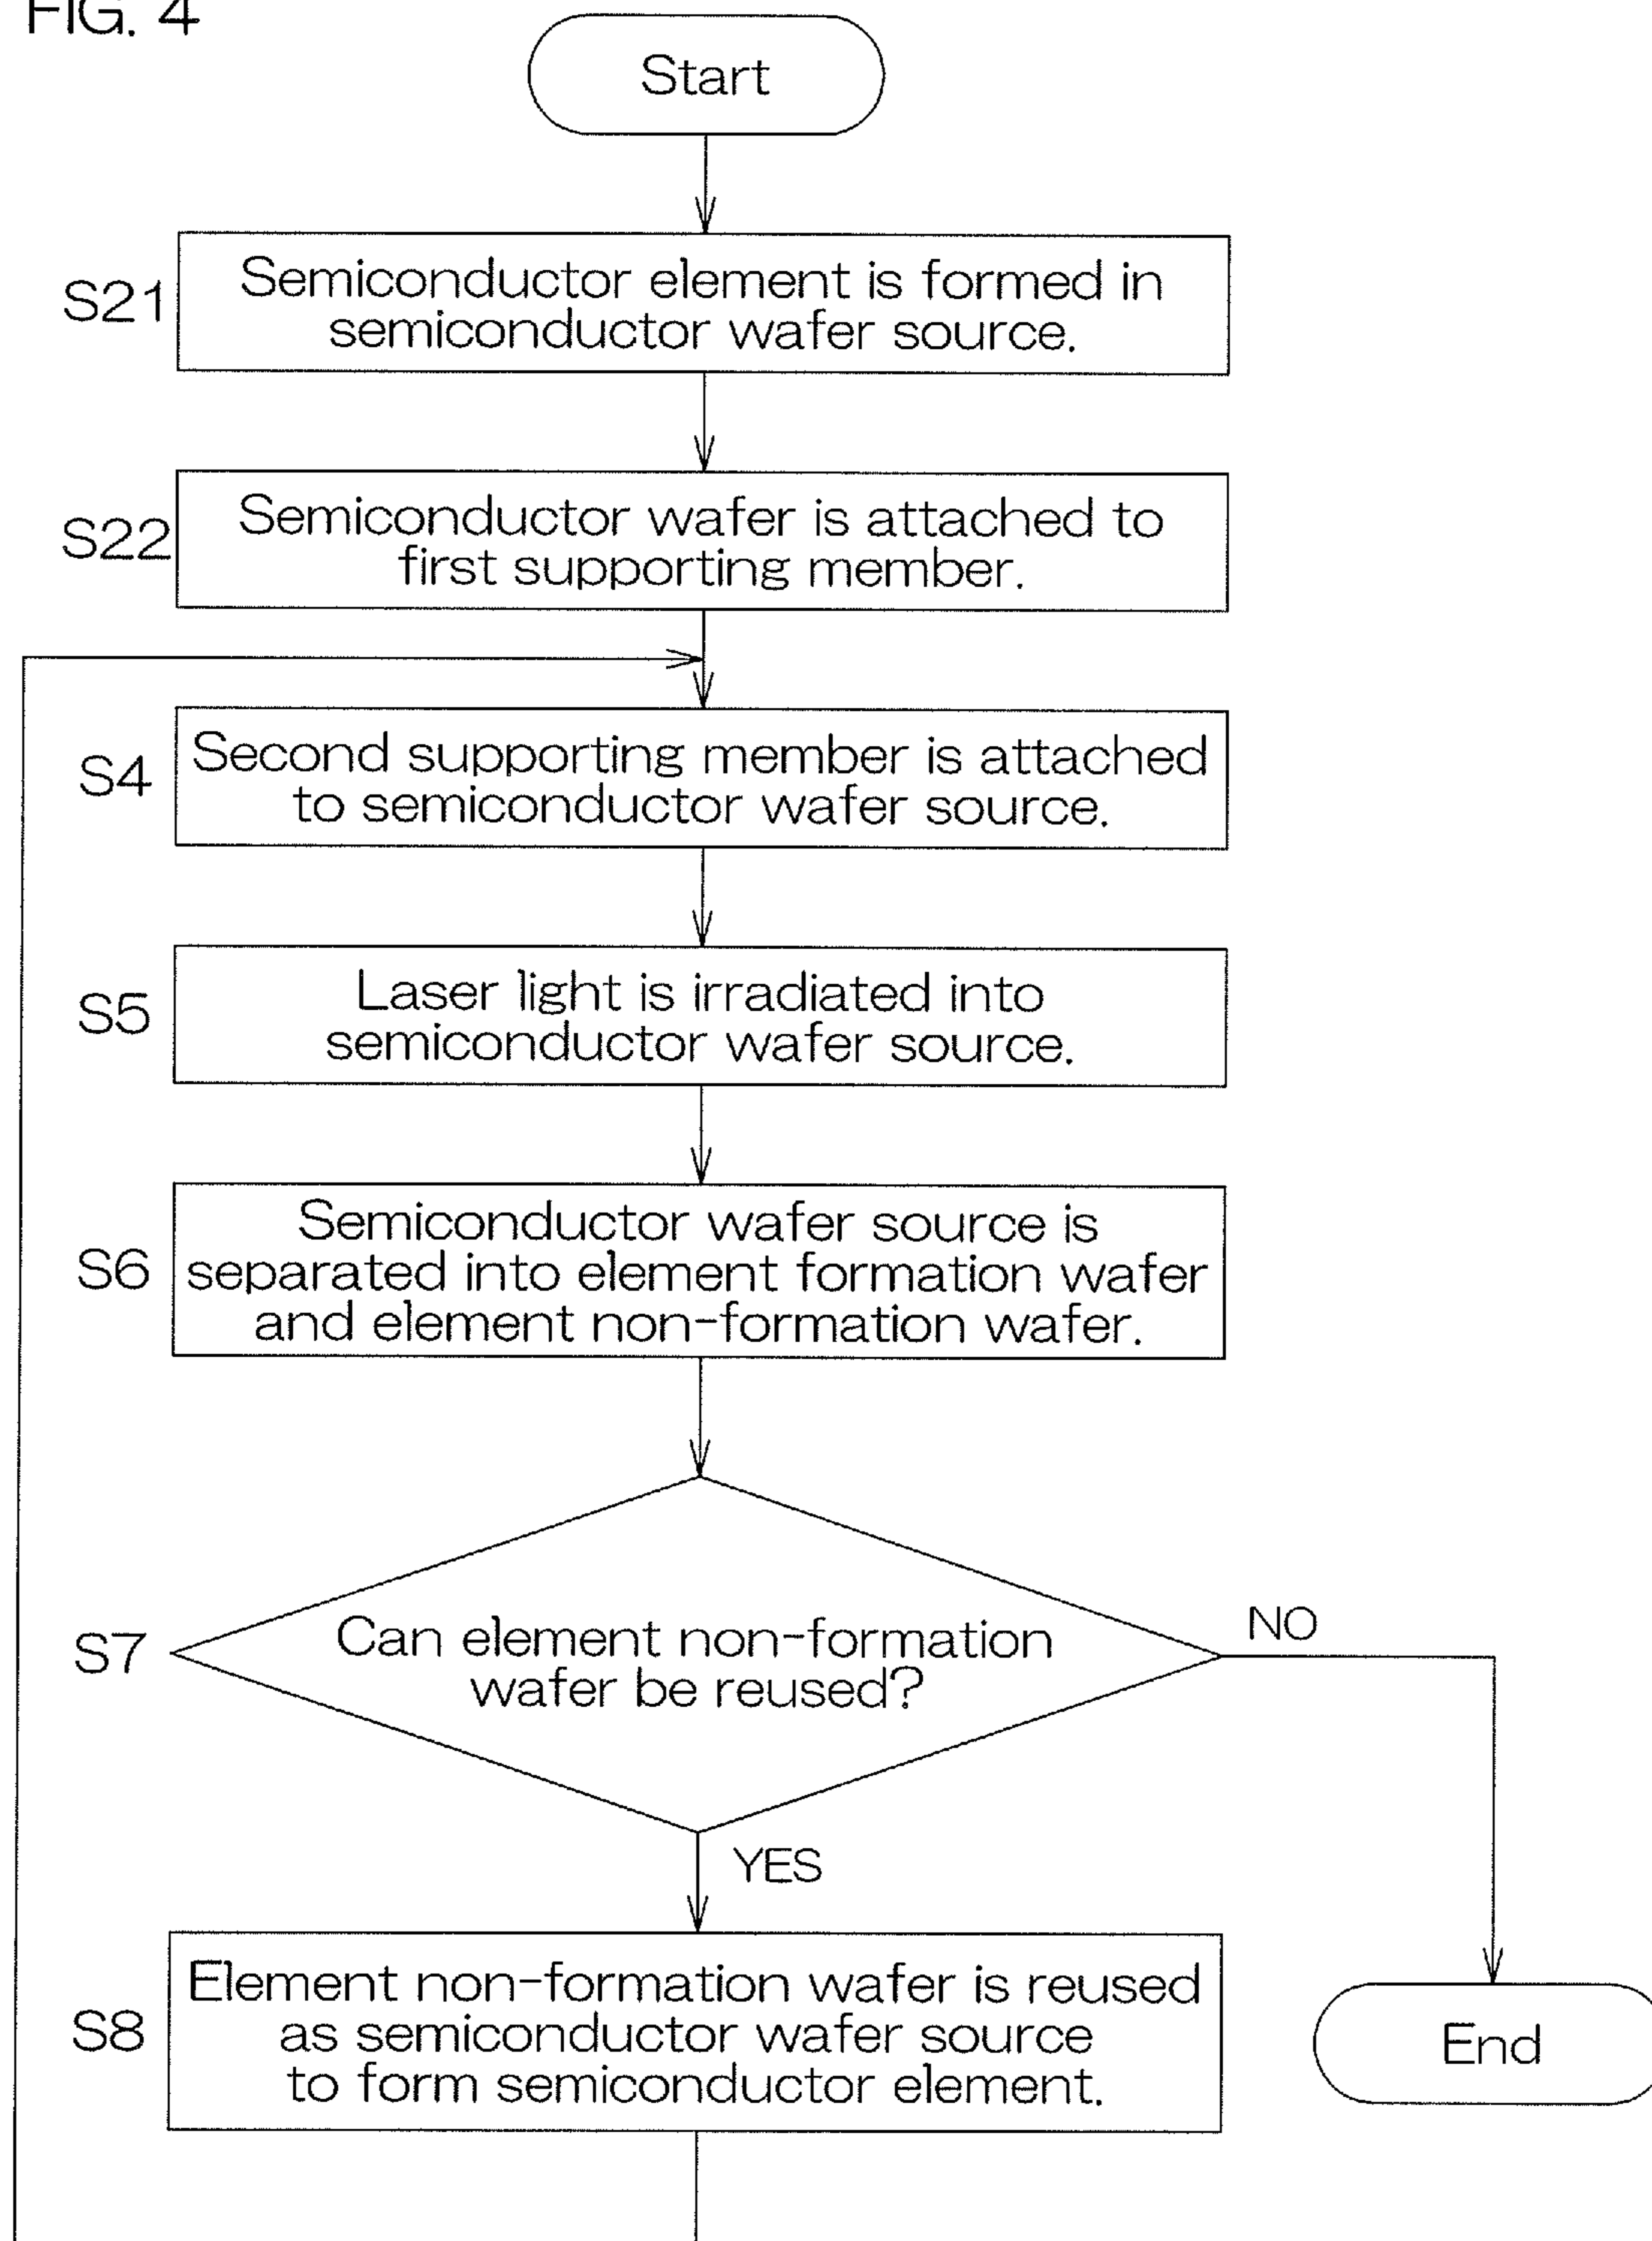 FIG. 4
Start
S21
Semiconductor element is formed in
semiconductor wafer source.
S22
Semiconductor wafer is attached to
first supporting member.
S4
Second supporting member is attached
to semiconductor wafer source.
S5
Laser light is irradiated into
semiconductor wafer source.
S6
Semiconductor wafer source is
separated into element formation wafer
and element non-formation wafer.
S7
Can element non-formation
wafer be reused?
NO
YES
S8
Element non-formation wafer is reused
as semiconductor wafer source
to form semiconductor element.
End